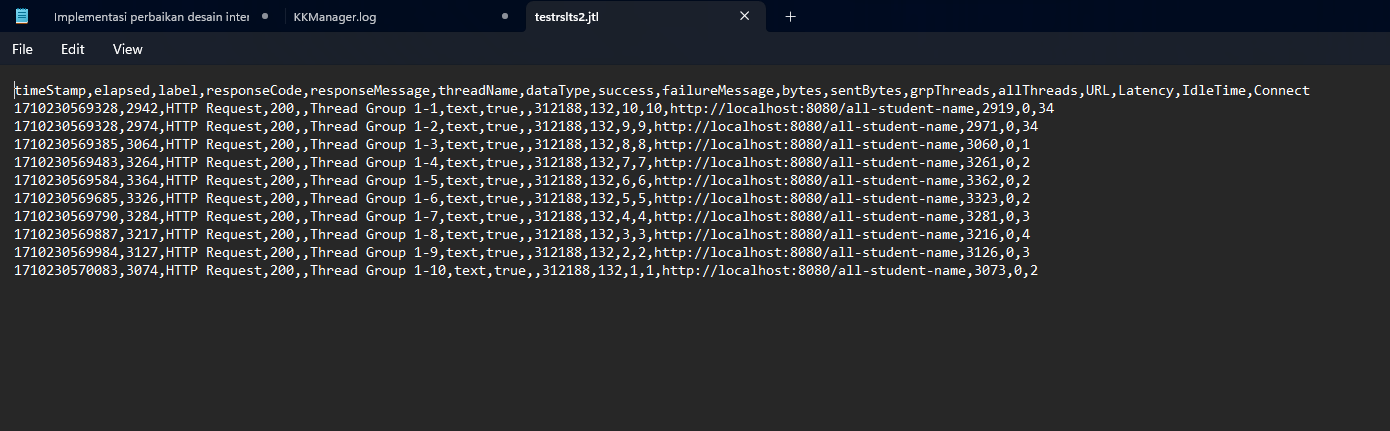 Implementasi perbaikan desain inter
KKManager.log
testrslts2.jtl
File Edit View
timeStamp,elapsed,label,responseCode,responseMessage,threadName,dataType,success,failureMessage,bytes,sentBytes,grpThreads,allThreads,URL,Latency,IdleTime,Connect
1710230569328,2942,HTTP Request,200,,Thread Group 1-1,text,true,,312188,132,10,10,http://localhost:8080/all-student-name,2919,0,34
1710230569328,2974,HTTP Request,200,,Thread Group 1-2,text,true,,312188,132,9,9,http://localhost:8080/all-student-name,2971,0,34
1710230569385,3064,HTTP Request,200,,Thread Group 1-3,text,true,,312188,132,8,8,http://localhost:8080/all-student-name,3060,0,1
1710230569483,3264,HTTP Request,200,,Thread Group 1-4,text,true,,312188,132,7,7,http://localhost:8080/all-student-name,3261,0,2
1710230569584,3364,HTTP Request,200,,Thread Group 1-5,text,true,,312188,132,6,6,http://localhost:8080/all-student-name,3362,0,2
1710230569685,3326,HTTP Request,200,,Thread Group 1-6,text,true,,312188,132,5,5,http://localhost:8080/all-student-name,3323,0,2
1710230569790,3284,HTTP Request,200,,Thread Group 1-7,text,true,,312188,132,4,4,http://localhost:8080/all-student-name,3281,0,3
1710230569887,3217,HTTP Request,200,,Thread Group 1-8,text,true,,312188,132,3,3,http://localhost:8080/all-student-name,3216,0,4
1710230569984,3127,HTTP Request,200,,Thread Group 1-9,text,true,,312188,132,2,2,http://localhost:8080/all-student-name,3126,0,3
1710230570083,3074,HTTP Request,200,,Thread Group 1-10,text,true,,312188,132,1,1,http://localhost:8080/all-student-name,3073,0,2